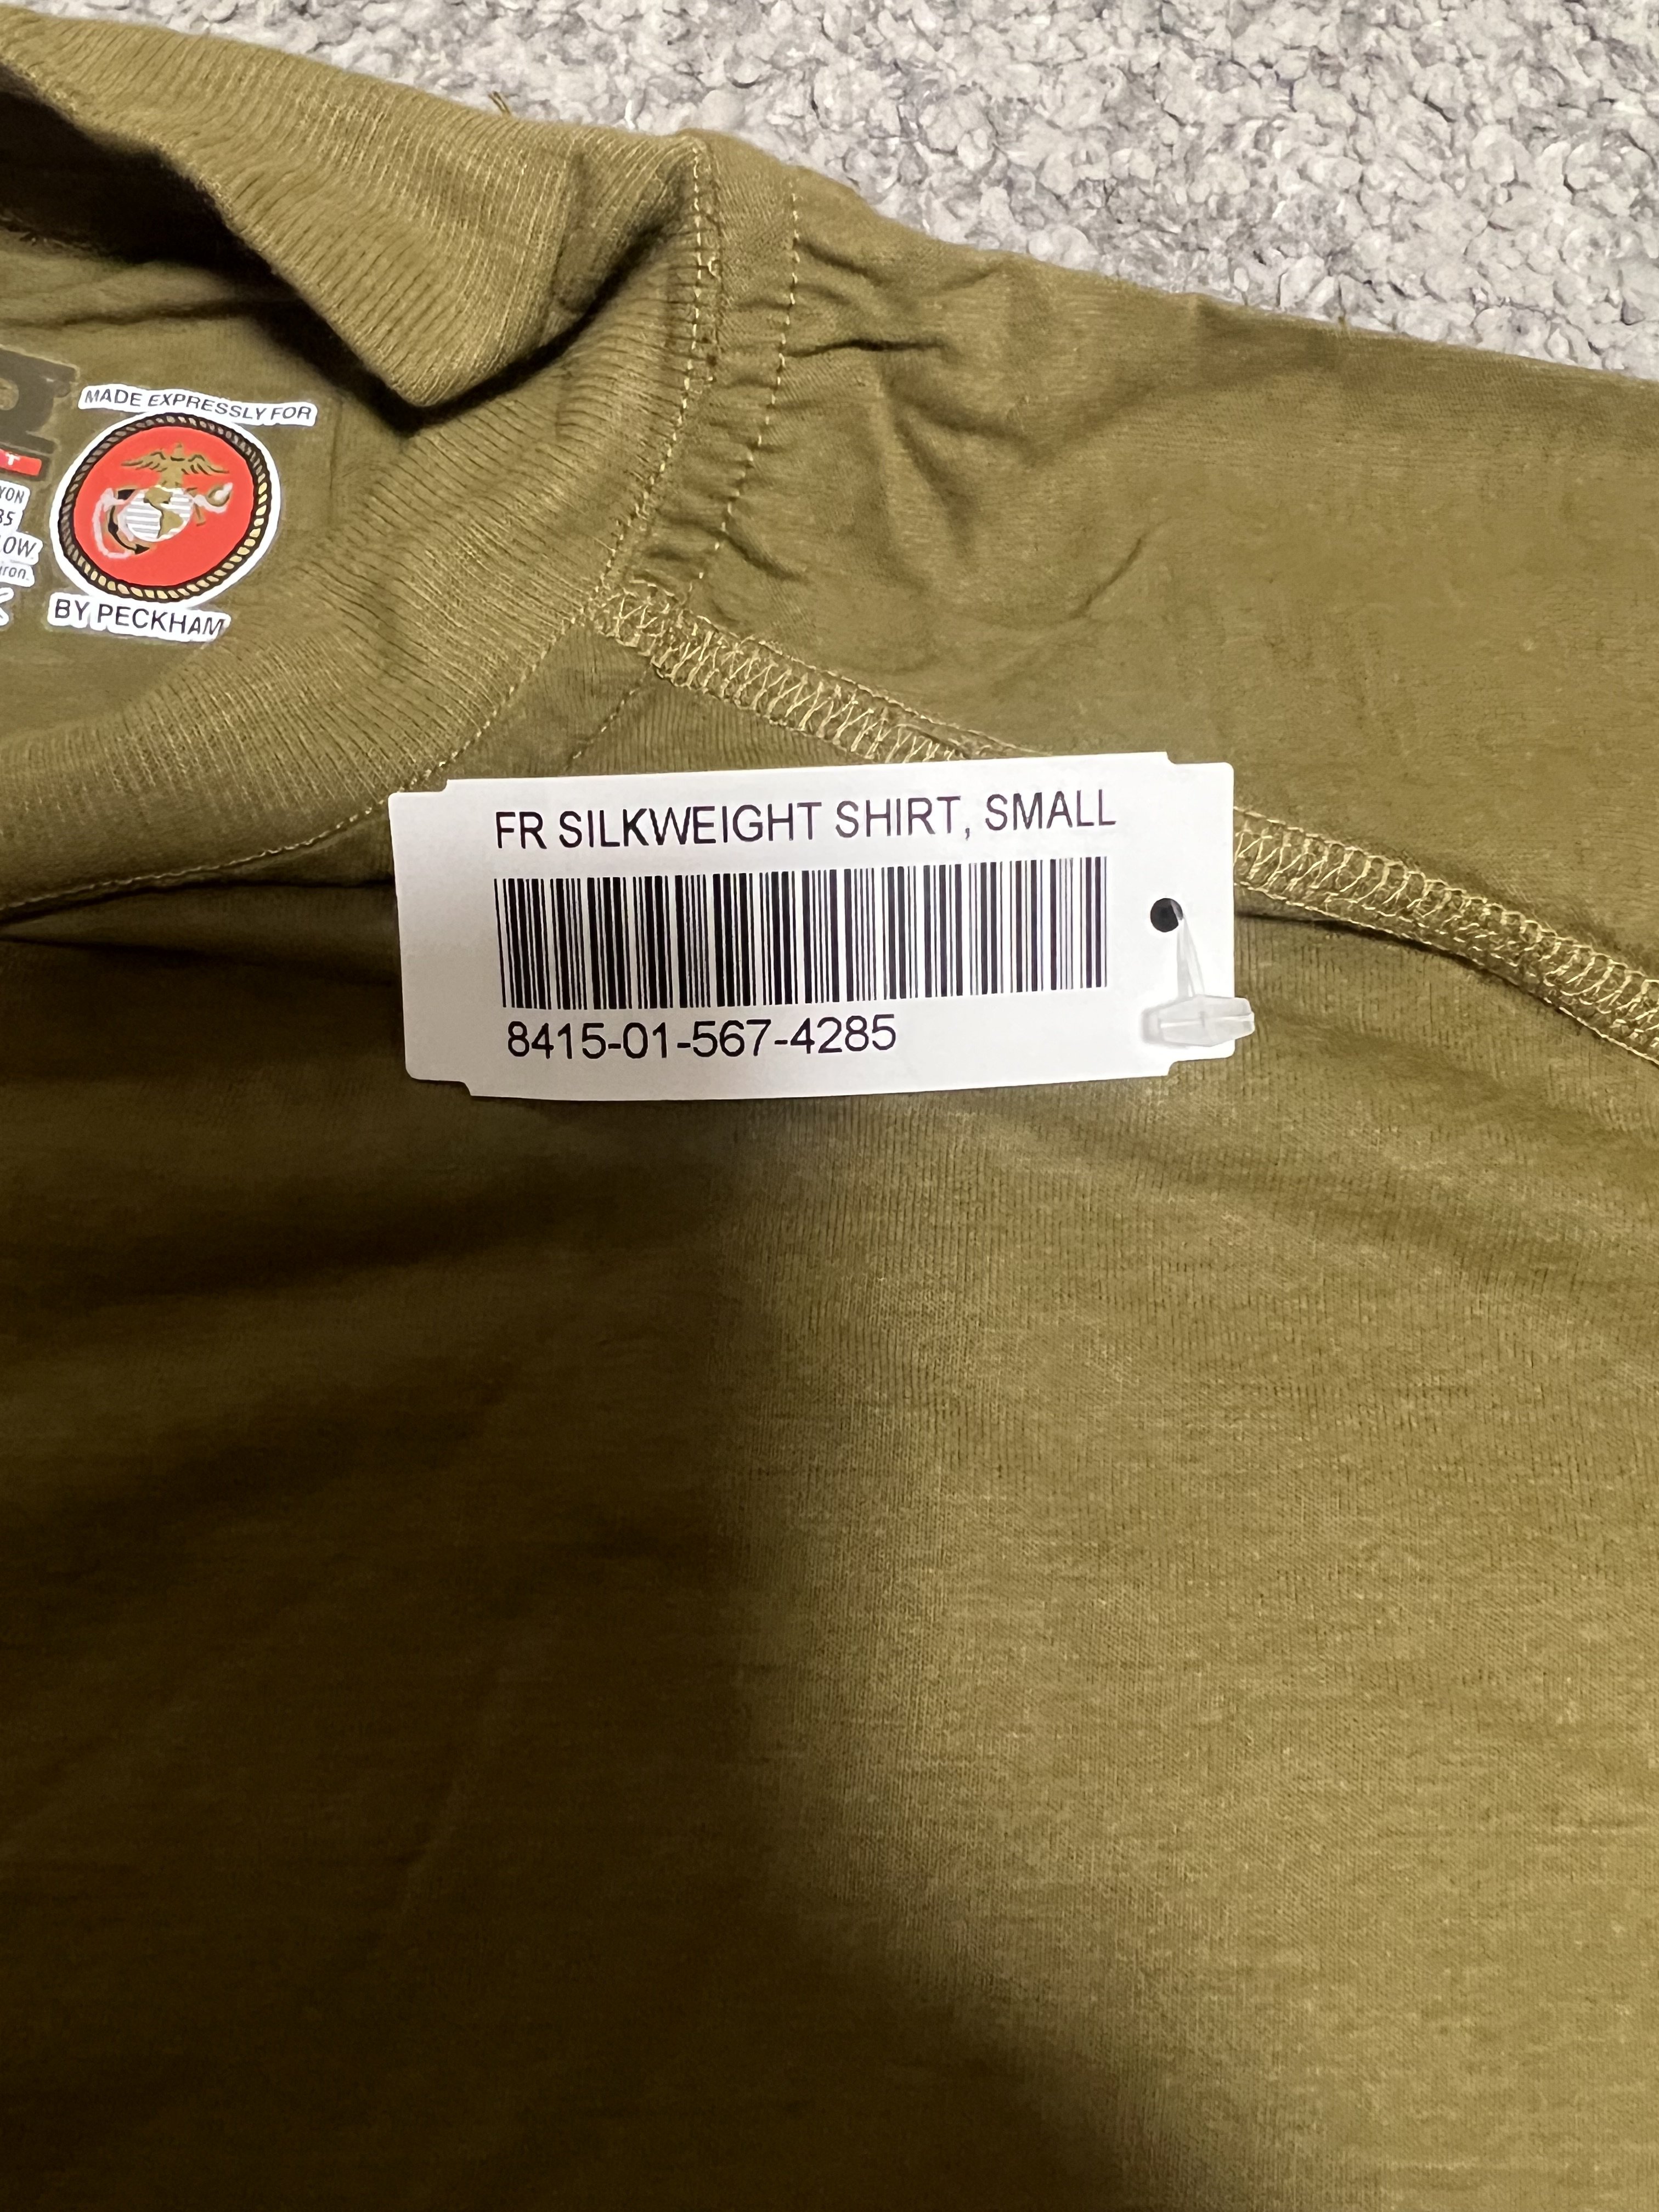 MADE EXPRESSLY FOR
BY PECKHAM
FR SILKWEIGHT SHIRT, SMALL
8415-01-567-4285